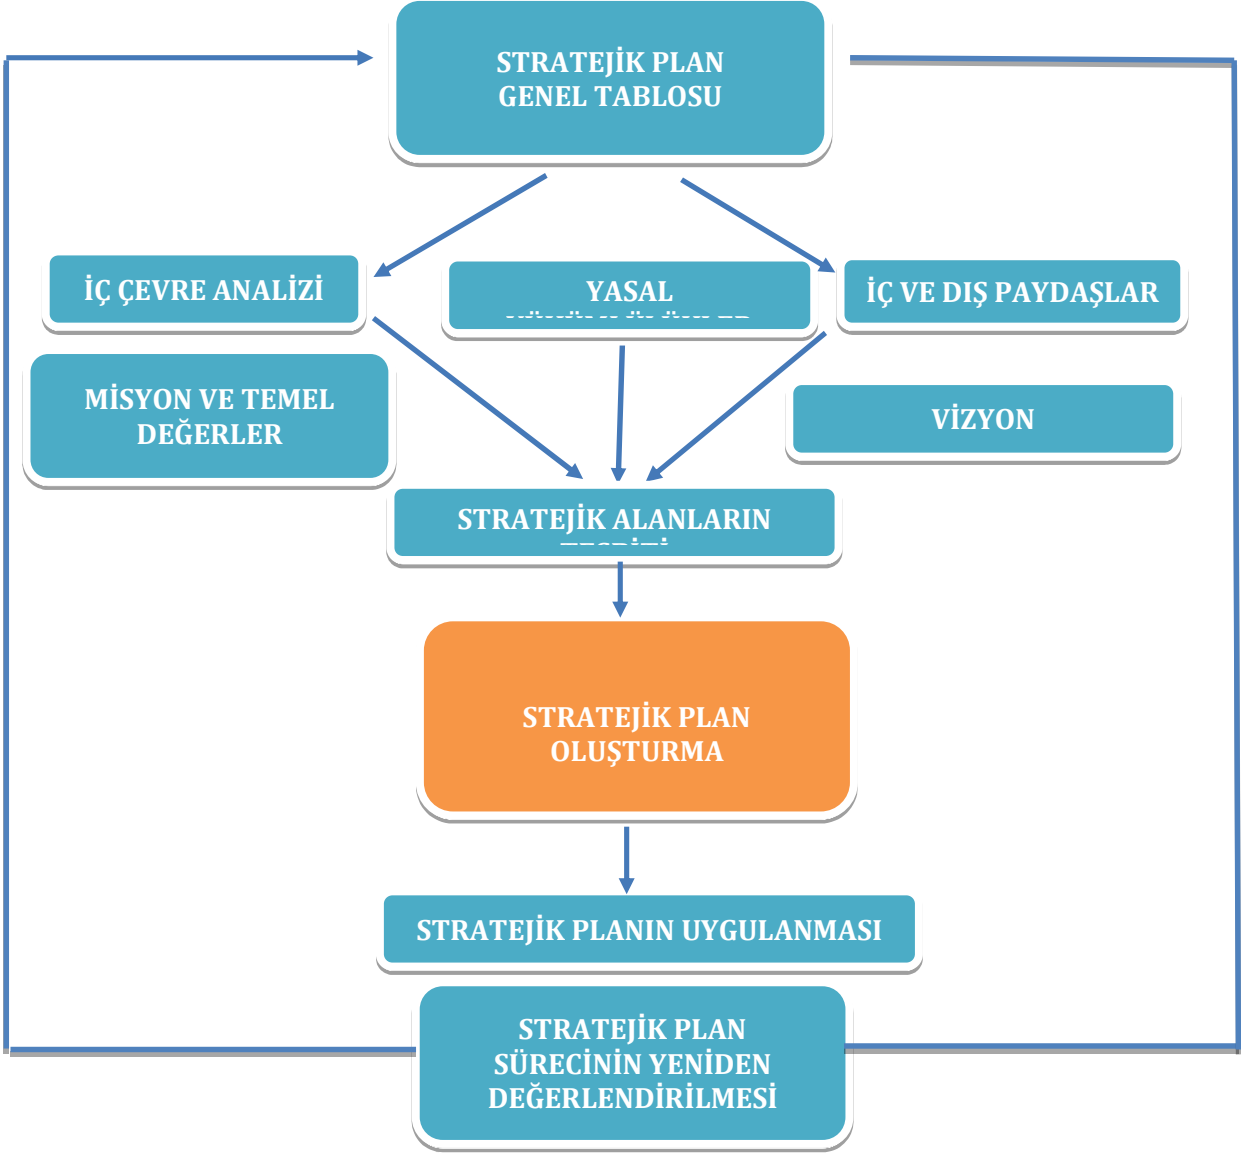 STRATEJİK PLAN
GENEL TABLOSU
İÇ ÇEVRE ANALİZİ
YASAL
İÇ VE DIŞ PAYDAŞLAR
MİSYON VE TEMEL
DEĞERLER
VİZYON
STRATEJİK ALANLARIN
STRATEJİK PLAN
OLUŞTURMA
STRATEJİK PLANIN UYGULANMASI
STRATEJİK PLAN
SÜRECİNİN YENİDEN
DEĞERLENDİRİLMESİ